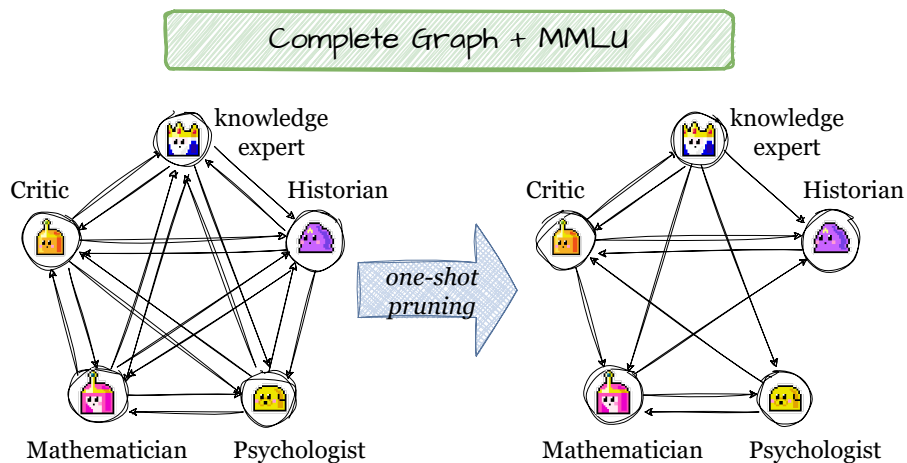 Complete Graph + MMLU
knowledge
expert
Critic
Historian
Mathematician
Psychologist
one-shot
pruning
knowledge
expert
Critic
Historian
Mathematician
Psychologist